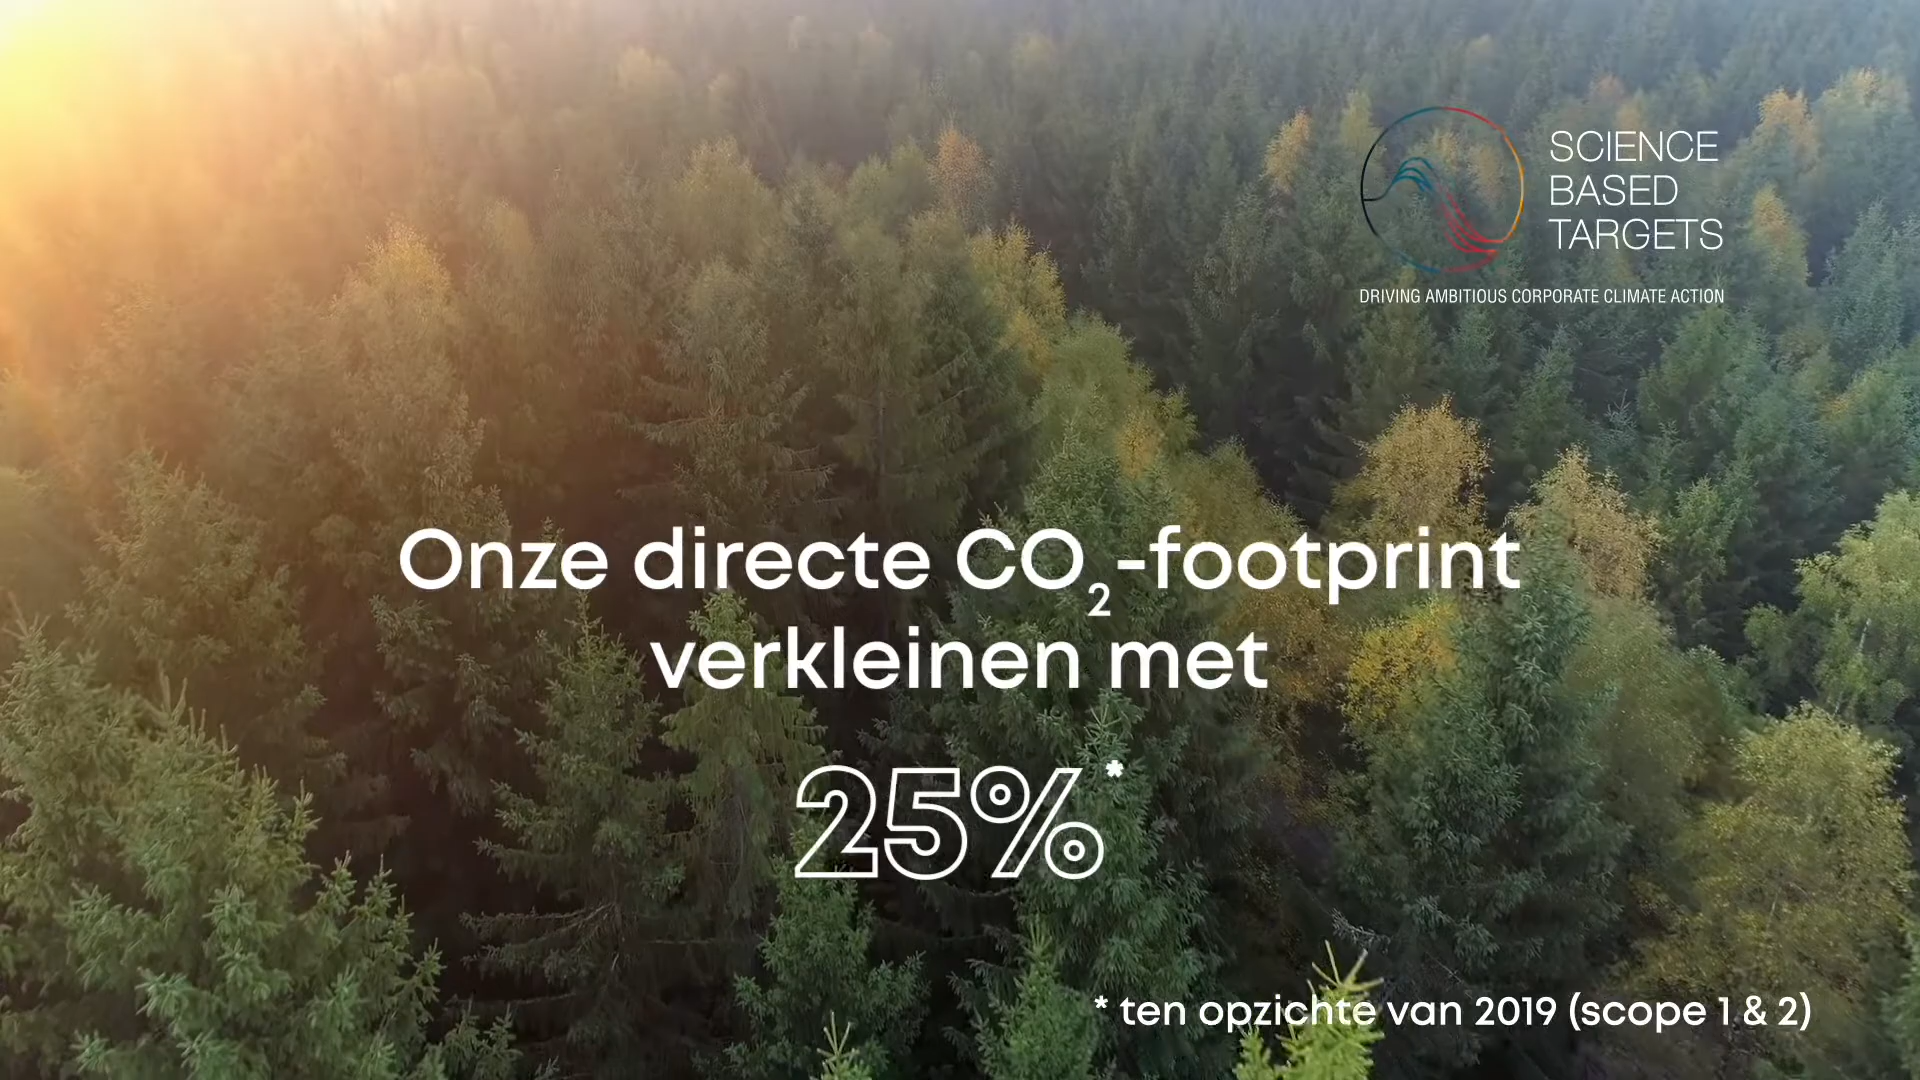 SCIENCE
BASED
TARGETS
DRIVING AMBITIOUS CORPORATE CLIMATE ACTION
Onze directe CO₂-footprint
verkleinen met
25%*
* ten opzichte van 2019 (scope 1 & 2)